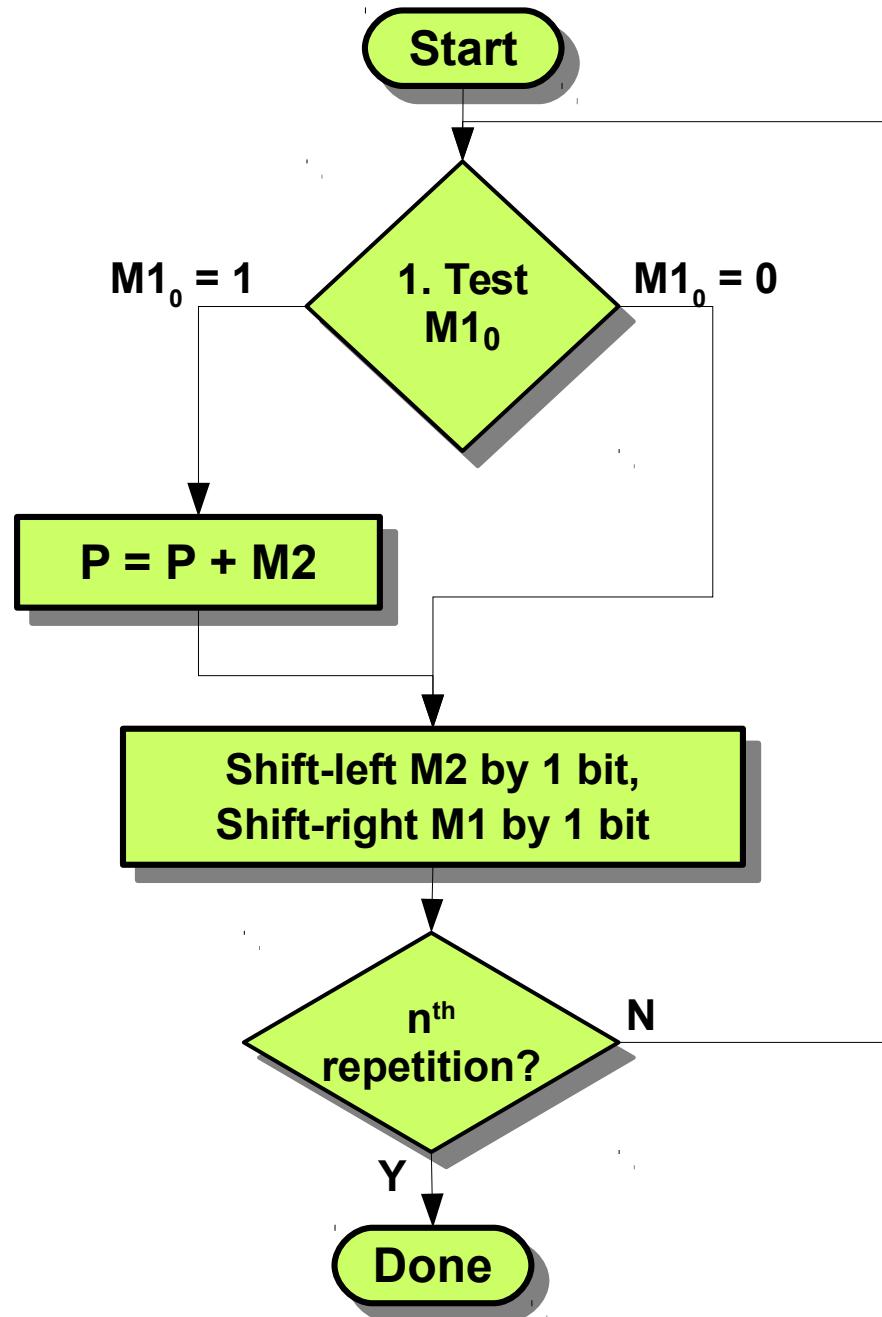 Start
M1₀ = 1
1. Test
M1₀
M1₀ = 0
P = P + M2
Shift-left M2 by 1 bit,
Shift-right M1 by 1 bit
nᵗʰ
repetition?
N
Y
Done